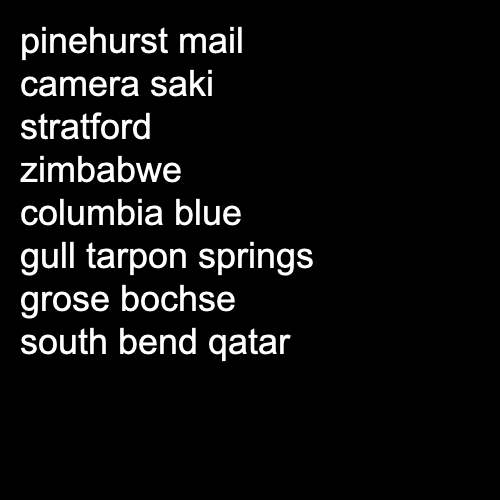 pinehurst mail
camera saki
stratford
zimbabwe
columbia blue
gull tarpon springs
grose bochse
south bend qatar